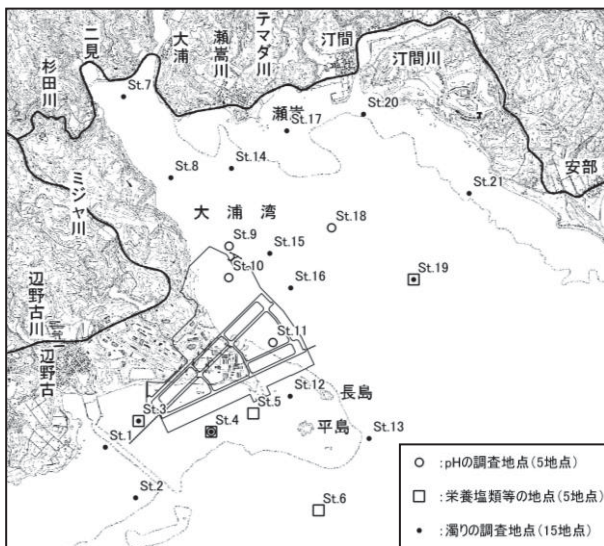 杉田川
二見
大浦
瀬嵩川
テマダ川
汀間
汀間川
St.7
瀬嵩
St.17
St.20
St.8
St.14
安部
St.21
ミジャ川
大浦湾
St.18
St.9
St.15
St.10
St.16
St.19
辺野古川
辺野古
St.11
St.12
長島
St.3
St.5
St.4
平島
St.13
St.1
St.2
St.6
○ :pHの調査地点(5地点)
□ :栄養塩類等の地点(5地点)
● :濁りの調査地点(15地点)